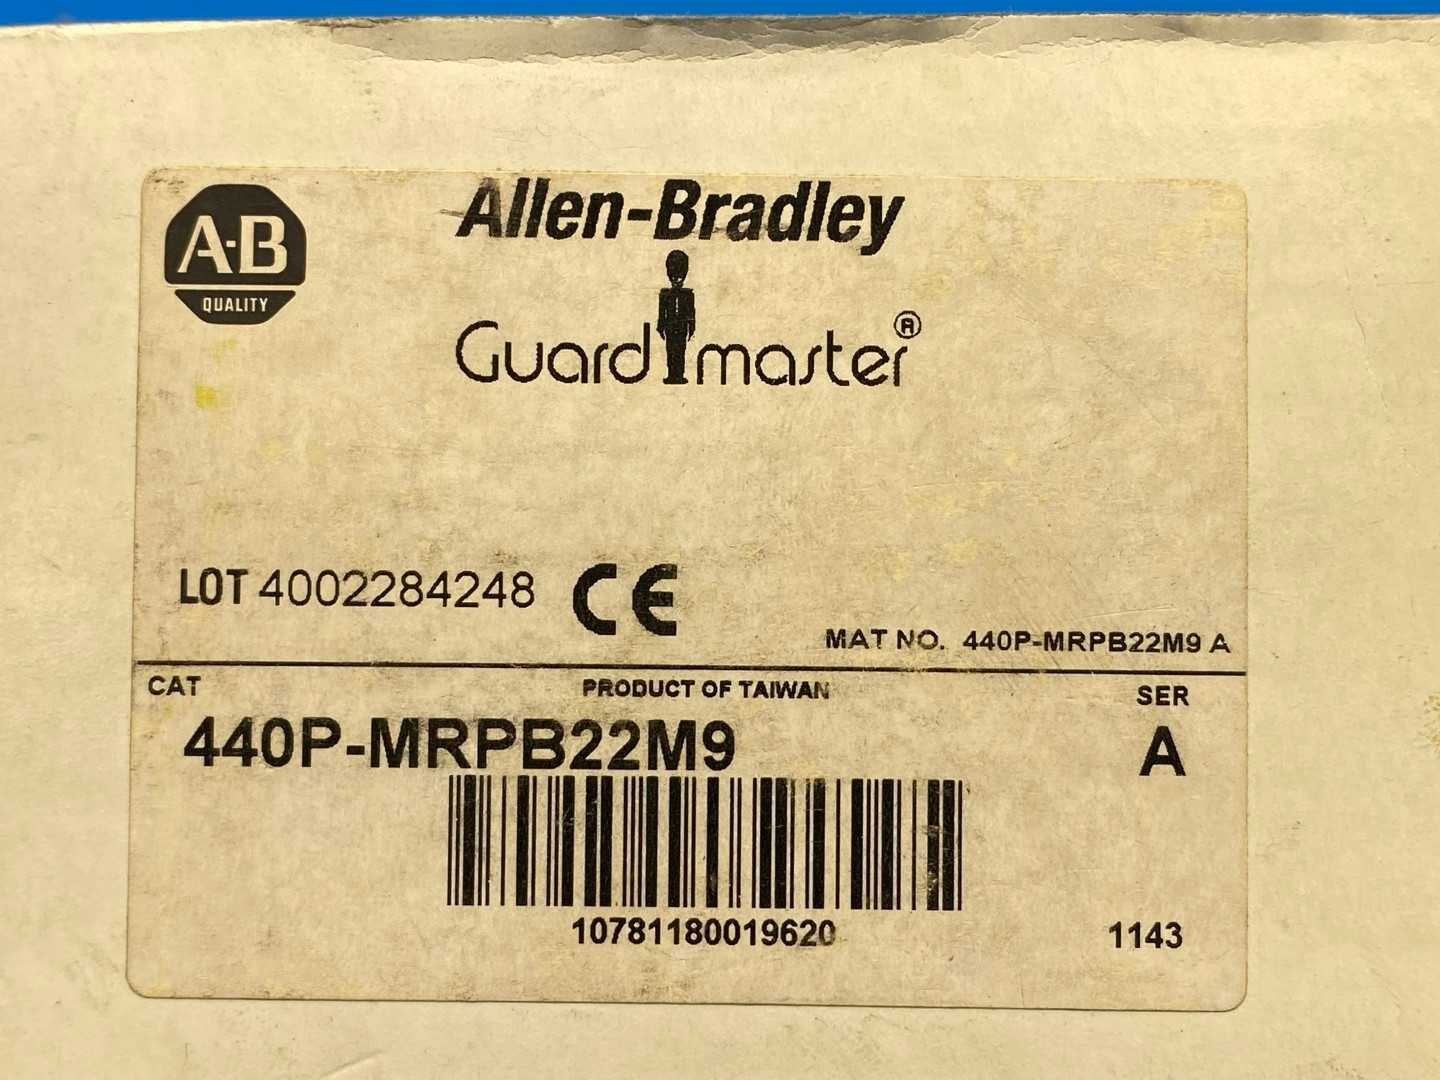 A-B
QUALITY
Allen-Bradley
Guardmaster®
LOT 4002284248 CE
MAT NO. 440P-MRPB22M9 A
CAT PRODUCT OF TAIWAN SER
440P-MRPB22M9 A
10781180019620 1143